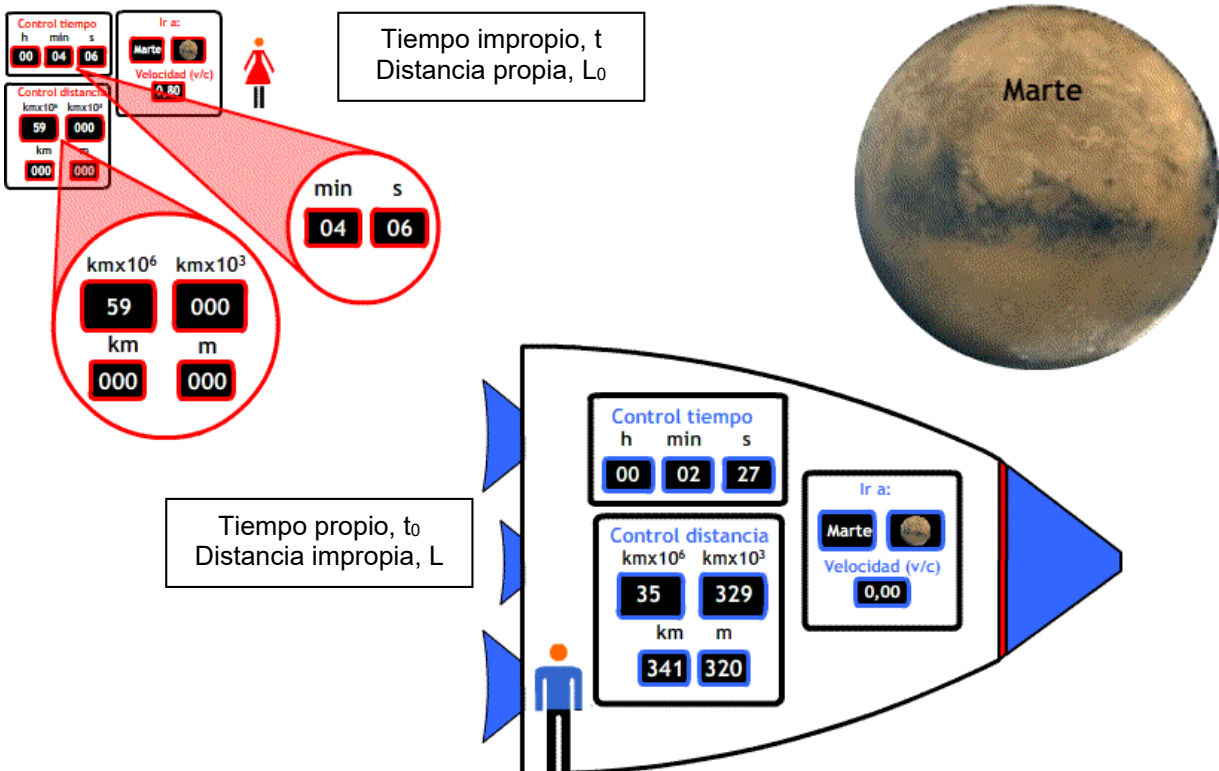 Control tiempo
h min s
00 04 06
Control distancia
kmx10⁶ kmx10³
59 000
km m
000 000
Ir a:
Marte
Velocidad (v/c)
0,80
Tiempo impropio, t
Distancia propia, L₀
Marte
min s
04 06
kmx10⁶ kmx10³
59 000
km m
000 000
Tiempo propio, t₀
Distancia impropia, L
Control tiempo
h min s
00 02 27
Control distancia
kmx10⁶ kmx10³
35 329
km m
341 320
Ir a:
Marte
Velocidad (v/c)
0,00